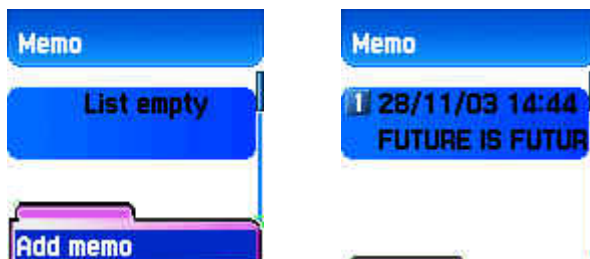 Memo
List empty
Add memo
Memo
1 28/11/03 14:44
FUTURE IS FUTUR